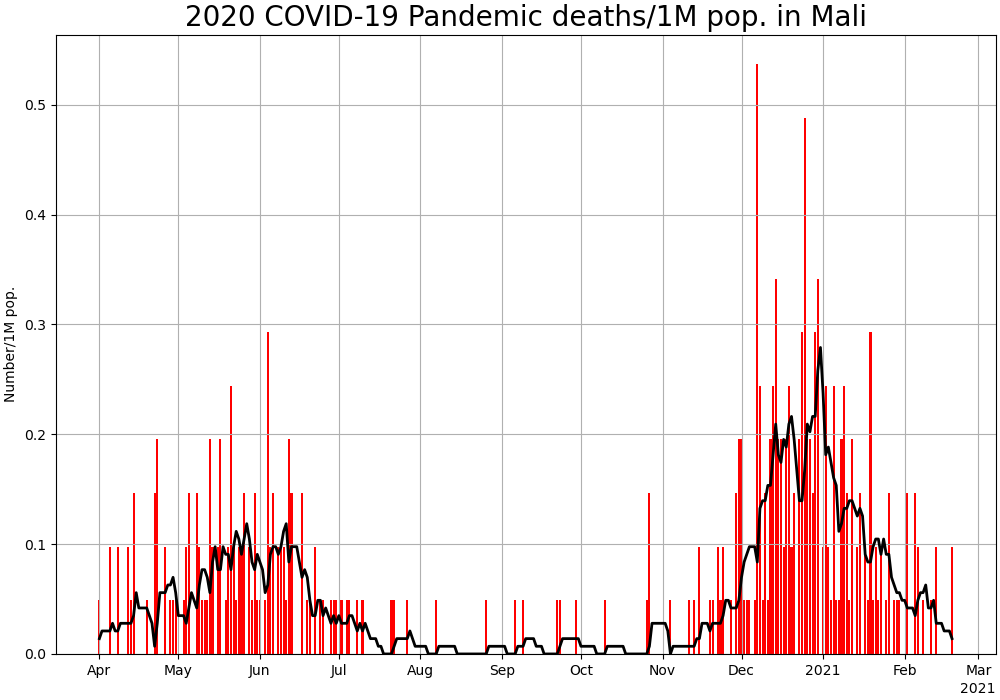 2020 COVID-19 Pandemic deaths/1M pop. in Mali
Number/1M pop.
0.5
0.4
0.3
0.2
0.1
0.0
Apr May Jun Jul Aug Sep Oct Nov Dec 2021 Feb Mar
2021